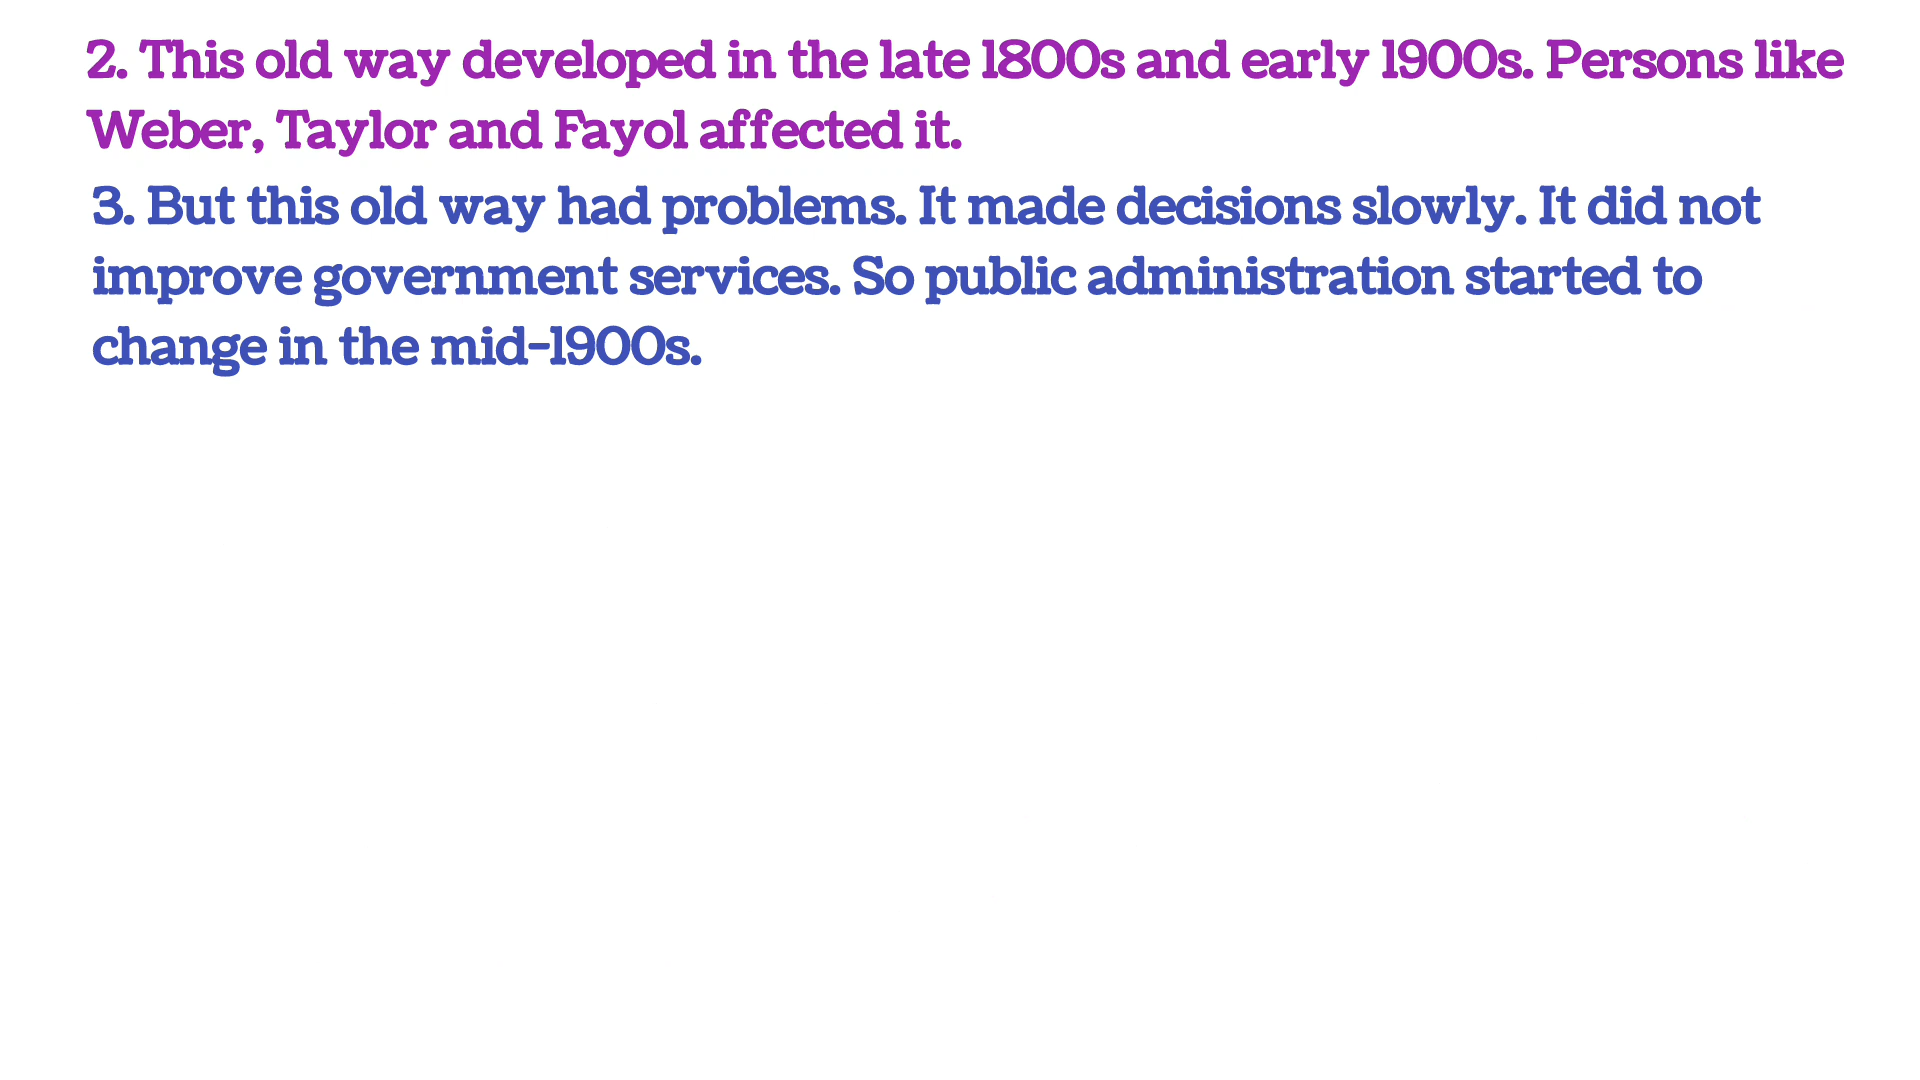 2. This old way developed in the late 1800s and early 1900s. Persons like
Weber, Taylor and Fayol affected it.
3. But this old way had problems. It made decisions slowly. It did not
improve government services. So public administration started to
change in the mid-1900s.